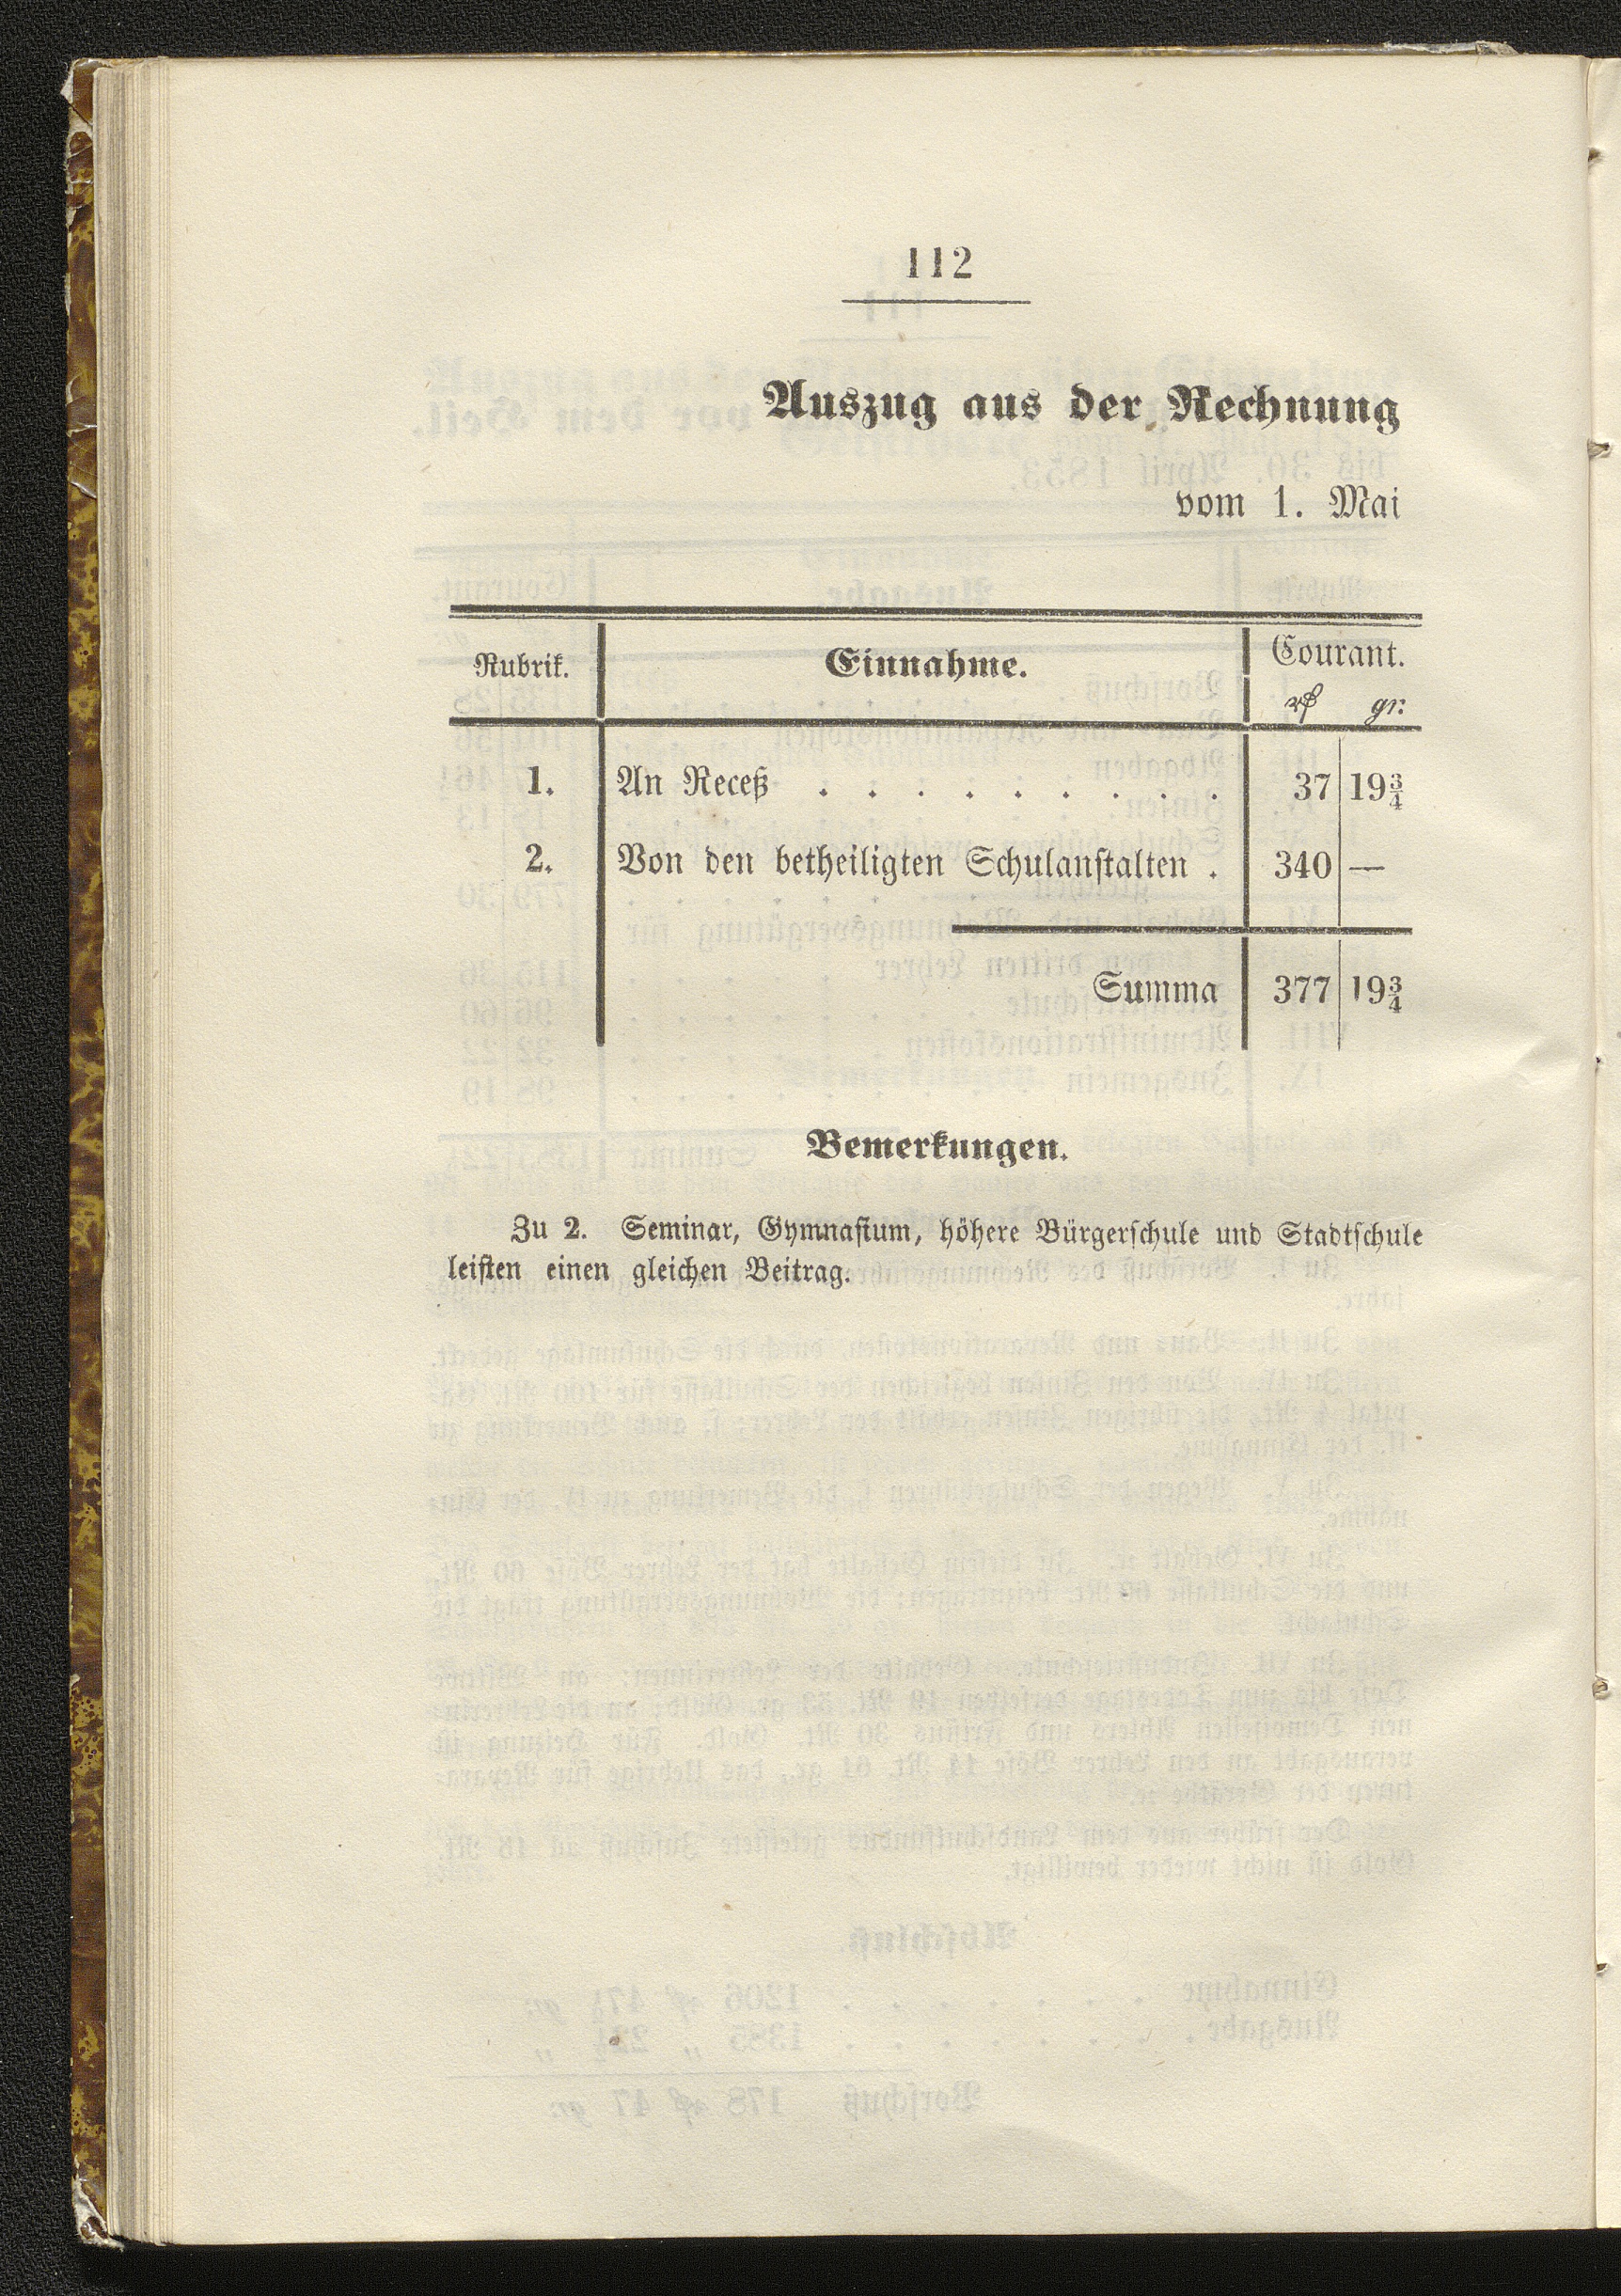 112
Auszug aus der Rechnung
vom 1. Mai
Rubrik. Einnahme. Courant.
₰ gr.
1. An Receß . . . . . . . . . 37 19¾
2. Von den betheiligten Schulanstalten . 340 —
Summa 377 19¾
Bemerkungen.
Zu 2. Seminar, Gymnasium, höhere Bürgerschule und Stadtschule
leisten einen gleichen Beitrag.